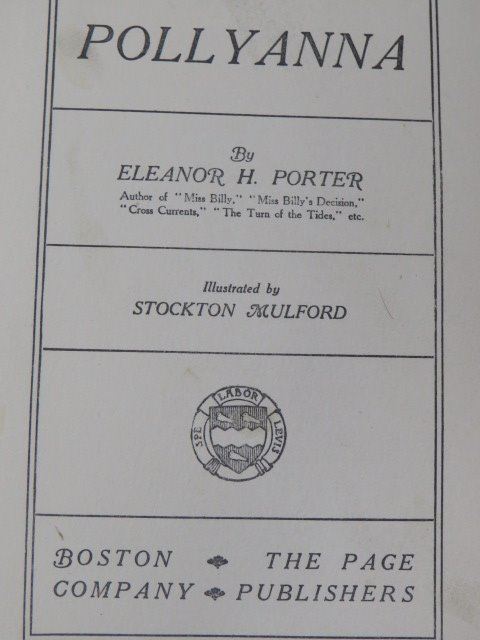 POLLYANNA
By
ELEANOR H. PORTER
Author of "Miss Billy," "Miss Billy's Decision,"
"Cross Currents," "The Turn of the Tides," etc.
Illustrated by
STOCKTON MULFORD
SPE LABOR LEVIS
BOSTON THE PAGE
COMPANY PUBLISHERS